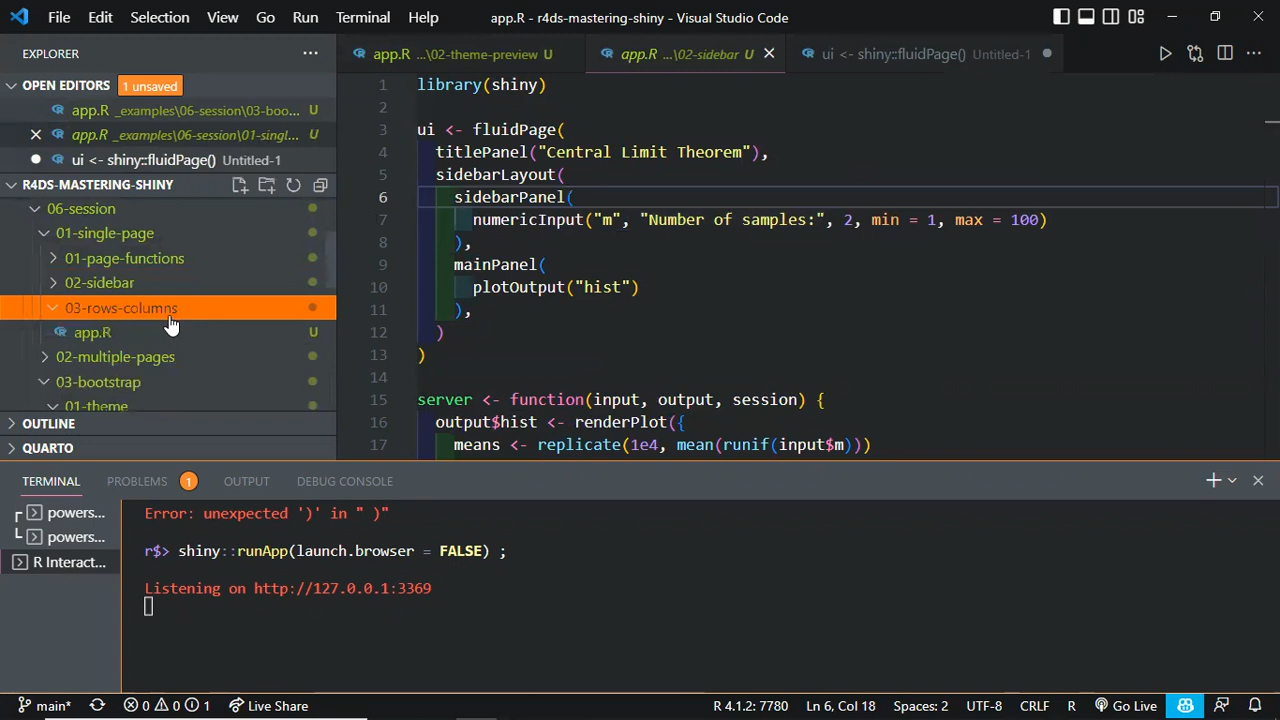 File Edit Selection View Go Run Terminal Help app.R - r4ds-mastering-shiny - Visual Studio Code
EXPLORER
app.R ...\02-theme-preview U
app.R ...\02-sidebar U
ui <- shiny::fluidPage() Untitled-1
OPEN EDITORS 1 unsaved
app.R _examples\06-session\03-boo... U
app.R _examples\06-session\01-singl... U
ui <- shiny::fluidPage() Untitled-1
R4DS-MASTERING-SHINY
06-session
01-single-page
01-page-functions
02-sidebar
03-rows-columns
app.R U
02-multiple-pages
03-bootstrap
01-theme
OUTLINE
QUARTO
1 library(shiny)
2
3 ui <- fluidPage(
4 titlePanel("Central Limit Theorem"),
5 sidebarLayout(
6 sidebarPanel(
7 numericInput("m", "Number of samples:", 2, min = 1, max = 100)
8 ),
9 mainPanel(
10 plotOutput("hist")
11 ),
12 )
13 )
14
15 server <- function(input, output, session) {
16 output$hist <- renderPlot({
17 means <- replicate(1e4, mean(runif(input$m)))
TERMINAL PROBLEMS 1 OUTPUT DEBUG CONSOLE
powers...
powers...
R Interac...
Error: unexpected ')' in " )"
r$> shiny::runApp(launch.browser = FALSE) ;
Listening on http://127.0.0.1:3369
main* 0 0 1 Live Share Ln 6, Col 18 Spaces: 2 UTF-8 CRLF R R 4.1.2: 7780 Go Live